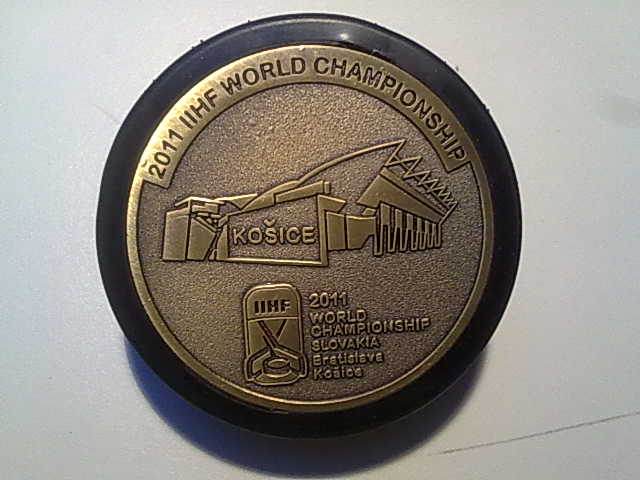 2011 IIHF WORLD CHAMPIONSHIP
KOŠICE
IIHF
2011
WORLD
CHAMPIONSHIP
SLOVAKIA
Bratislava
Košice